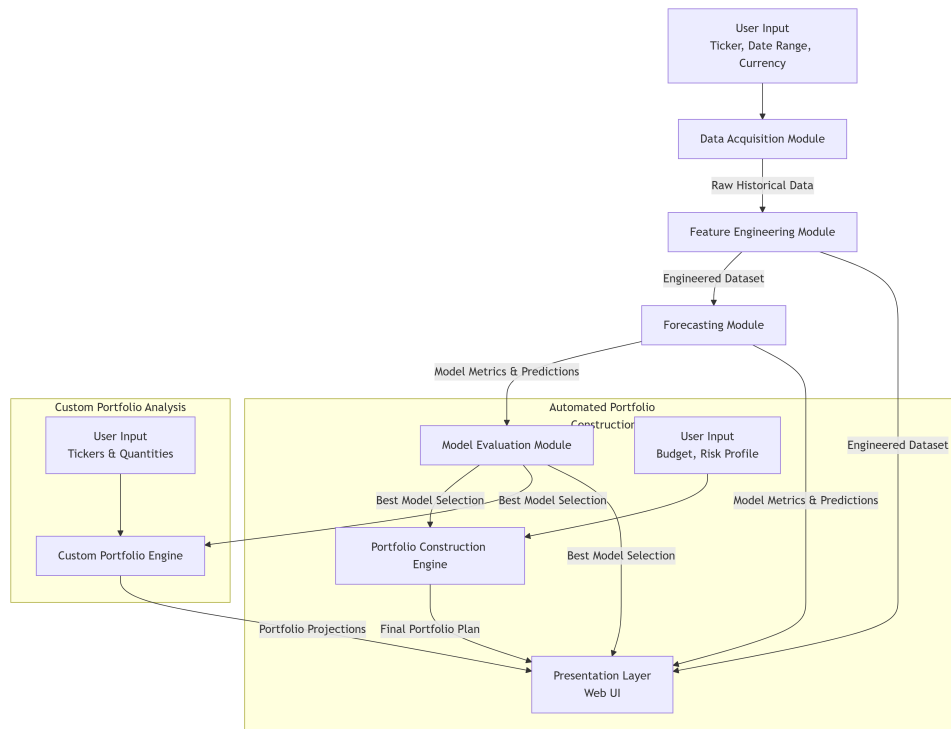 User Input
Ticker, Date Range,
Currency
Data Acquisition Module
Raw Historical Data
Feature Engineering Module
Engineered Dataset
Forecasting Module
Model Metrics & Predictions
Custom Portfolio Analysis
Automated Portfolio
Construction
User Input
Tickers & Quantities
Model Evaluation Module
User Input
Budget, Risk Profile
Engineered Dataset
Best Model Selection
Best Model Selection
Model Metrics & Predictions
Custom Portfolio Engine
Portfolio Construction
Engine
Best Model Selection
Portfolio Projections
Final Portfolio Plan
Presentation Layer
Web UI